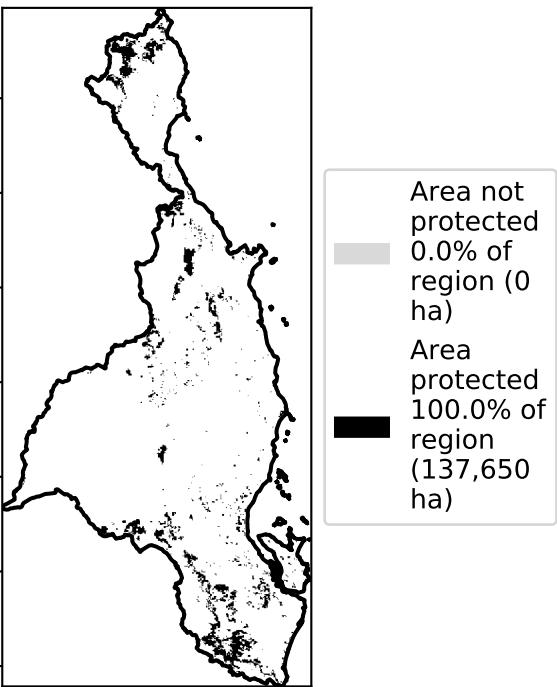 Area not
protected
0.0% of
region (0
ha)
Area
protected
100.0% of
region
(137,650
ha)